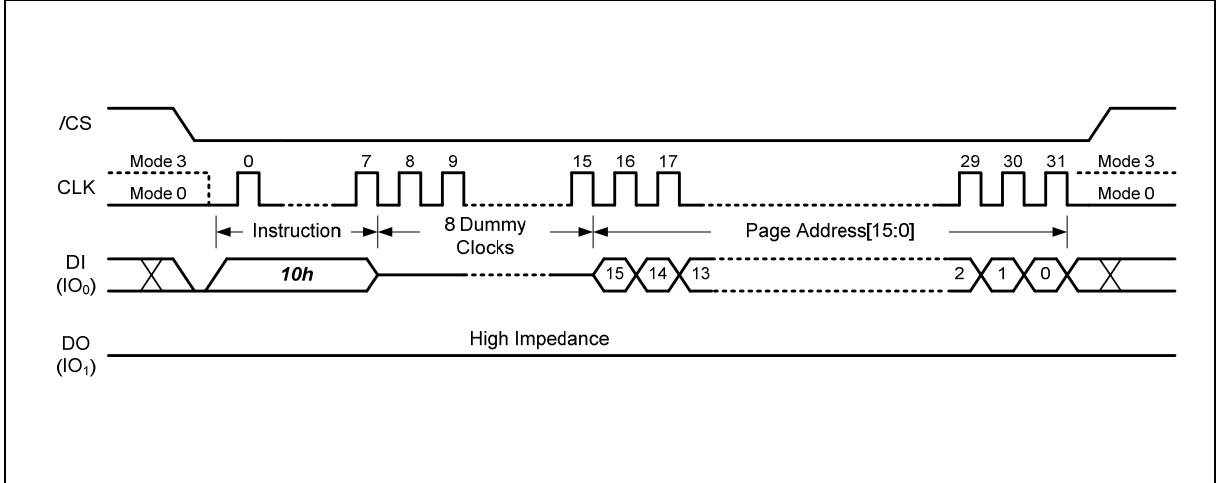 /CS
Mode 3 0 7 8 9 15 16 17 29 30 31 Mode 3
CLK
Mode 0 Mode 0
Instruction 8 Dummy Clocks Page Address[15:0]
DI
(IO₀)
10h 15 14 13 2 1 0
High Impedance
DO
(IO₁)